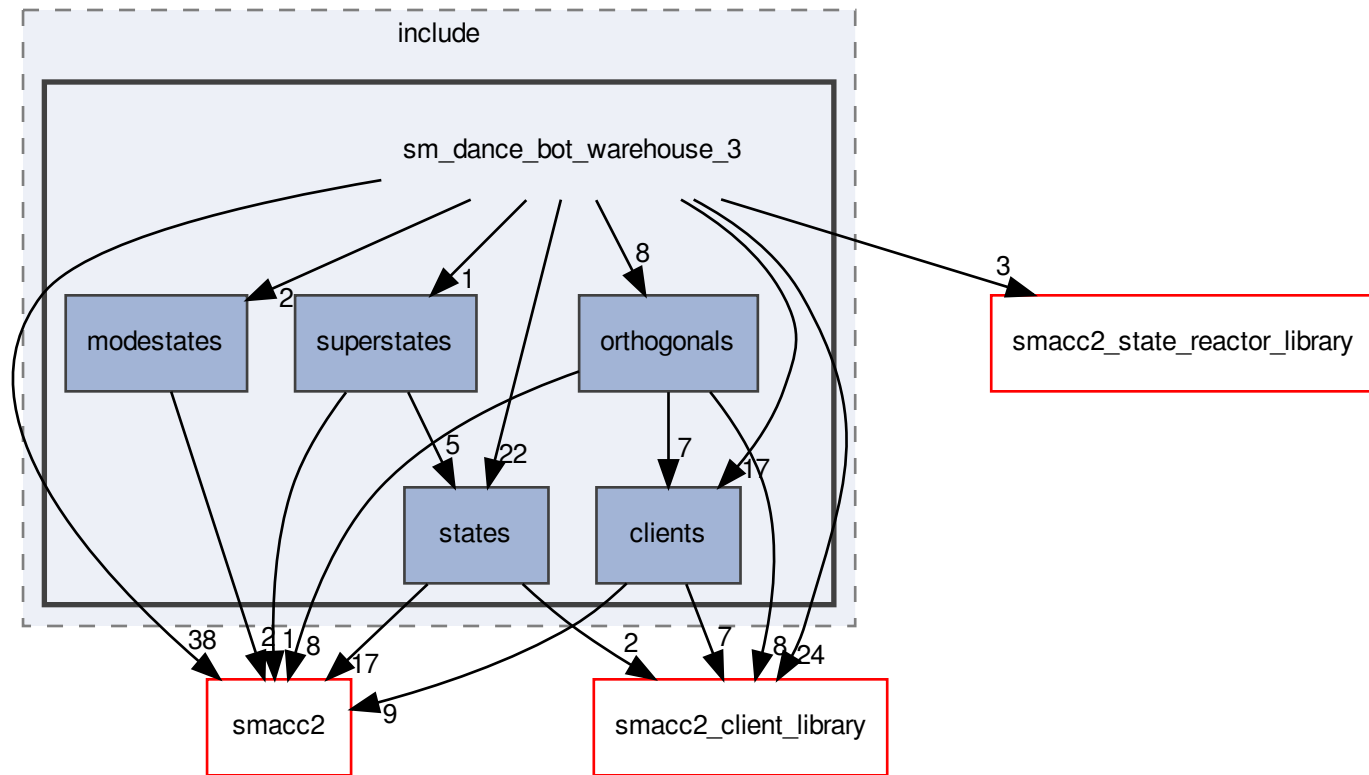 include
sm_dance_bot_warehouse_3
8
3
2
1
modestates
superstates
orthogonals
smacc2_state_reactor_library
5
22
7
17
states
clients
38
2
1
8
17
2
7
8
24
9
smacc2
smacc2_client_library